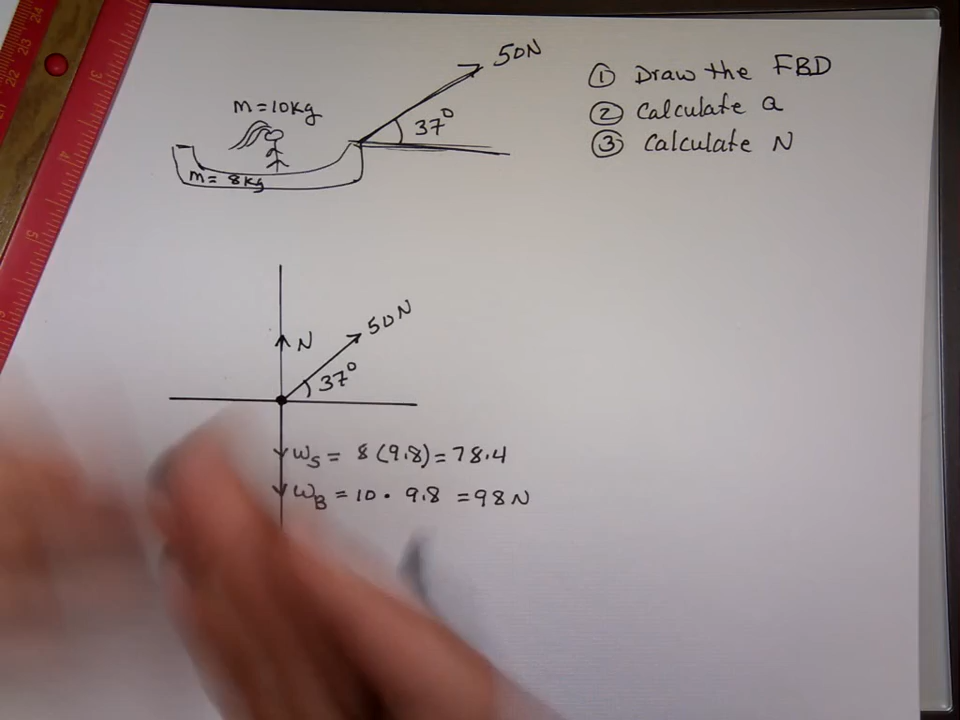 50N
① Draw the FBD
② Calculate a
③ Calculate N
m=10kg
37°
m= 8kg
50N
N
37°
Ws = 8(9.8)=78.4
WB = 10 · 9.8 =98N